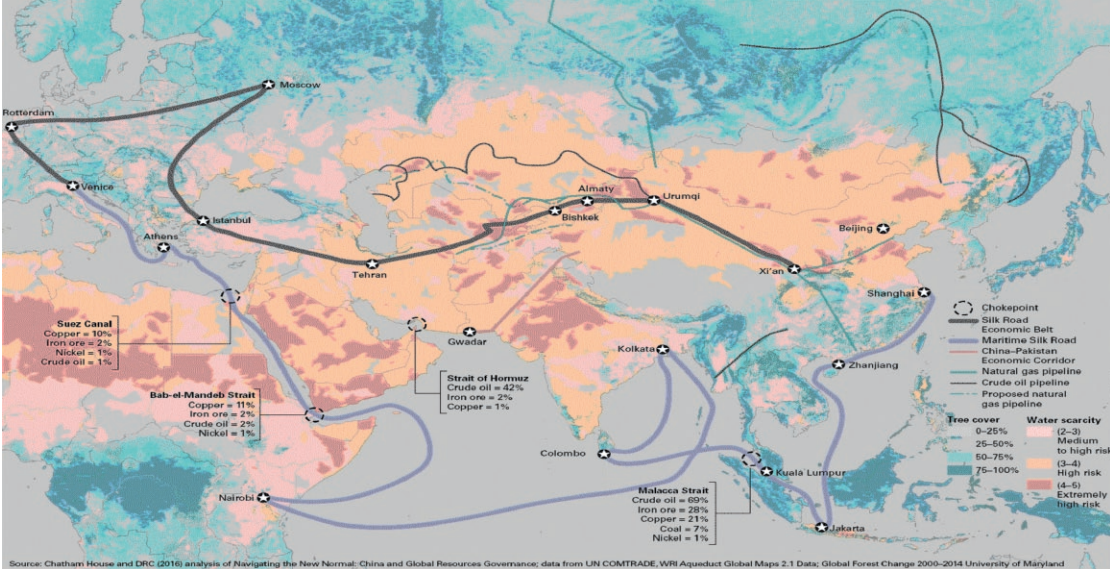 Moscow
Rotterdam
Venice
Istanbul
Athens
Tehran
Almaty
Bishkek
Urumqi
Beijing
Xi'an
Shanghai
Gwadar
Kolkata
Zhanjiang
Colombo
Kuala Lumpur
Nairobi
Jakarta
Suez Canal
Copper = 10%
Iron ore = 2%
Nickel = 1%
Crude oil = 1%
Bab-el-Mandeb Strait
Copper = 11%
Iron ore = 2%
Crude oil = 2%
Nickel = 1%
Strait of Hormuz
Crude oil = 42%
Iron ore = 2%
Copper = 1%
Malacca Strait
Crude oil = 69%
Iron ore = 28%
Copper = 21%
Coal = 7%
Nickel = 1%
Chokepoint
Silk Road
Economic Belt
Maritime Silk Road
China–Pakistan
Economic Corridor
Natural gas pipeline
Crude oil pipeline
Proposed natural
gas pipeline
Tree cover
0–25%
25–50%
50–75%
75–100%
Water scarcity
(2–3)
Medium
to high risk
(3–4)
High risk
(4–5)
Extremely
high risk
Source: Chatham House and DRC (2016) analysis of Navigating the New Normal: China and Global Resources Governance; data from UN COMTRADE, WRI Aqueduct Global Maps 2.1 Data; Global Forest Change 2000–2014 University of Maryland